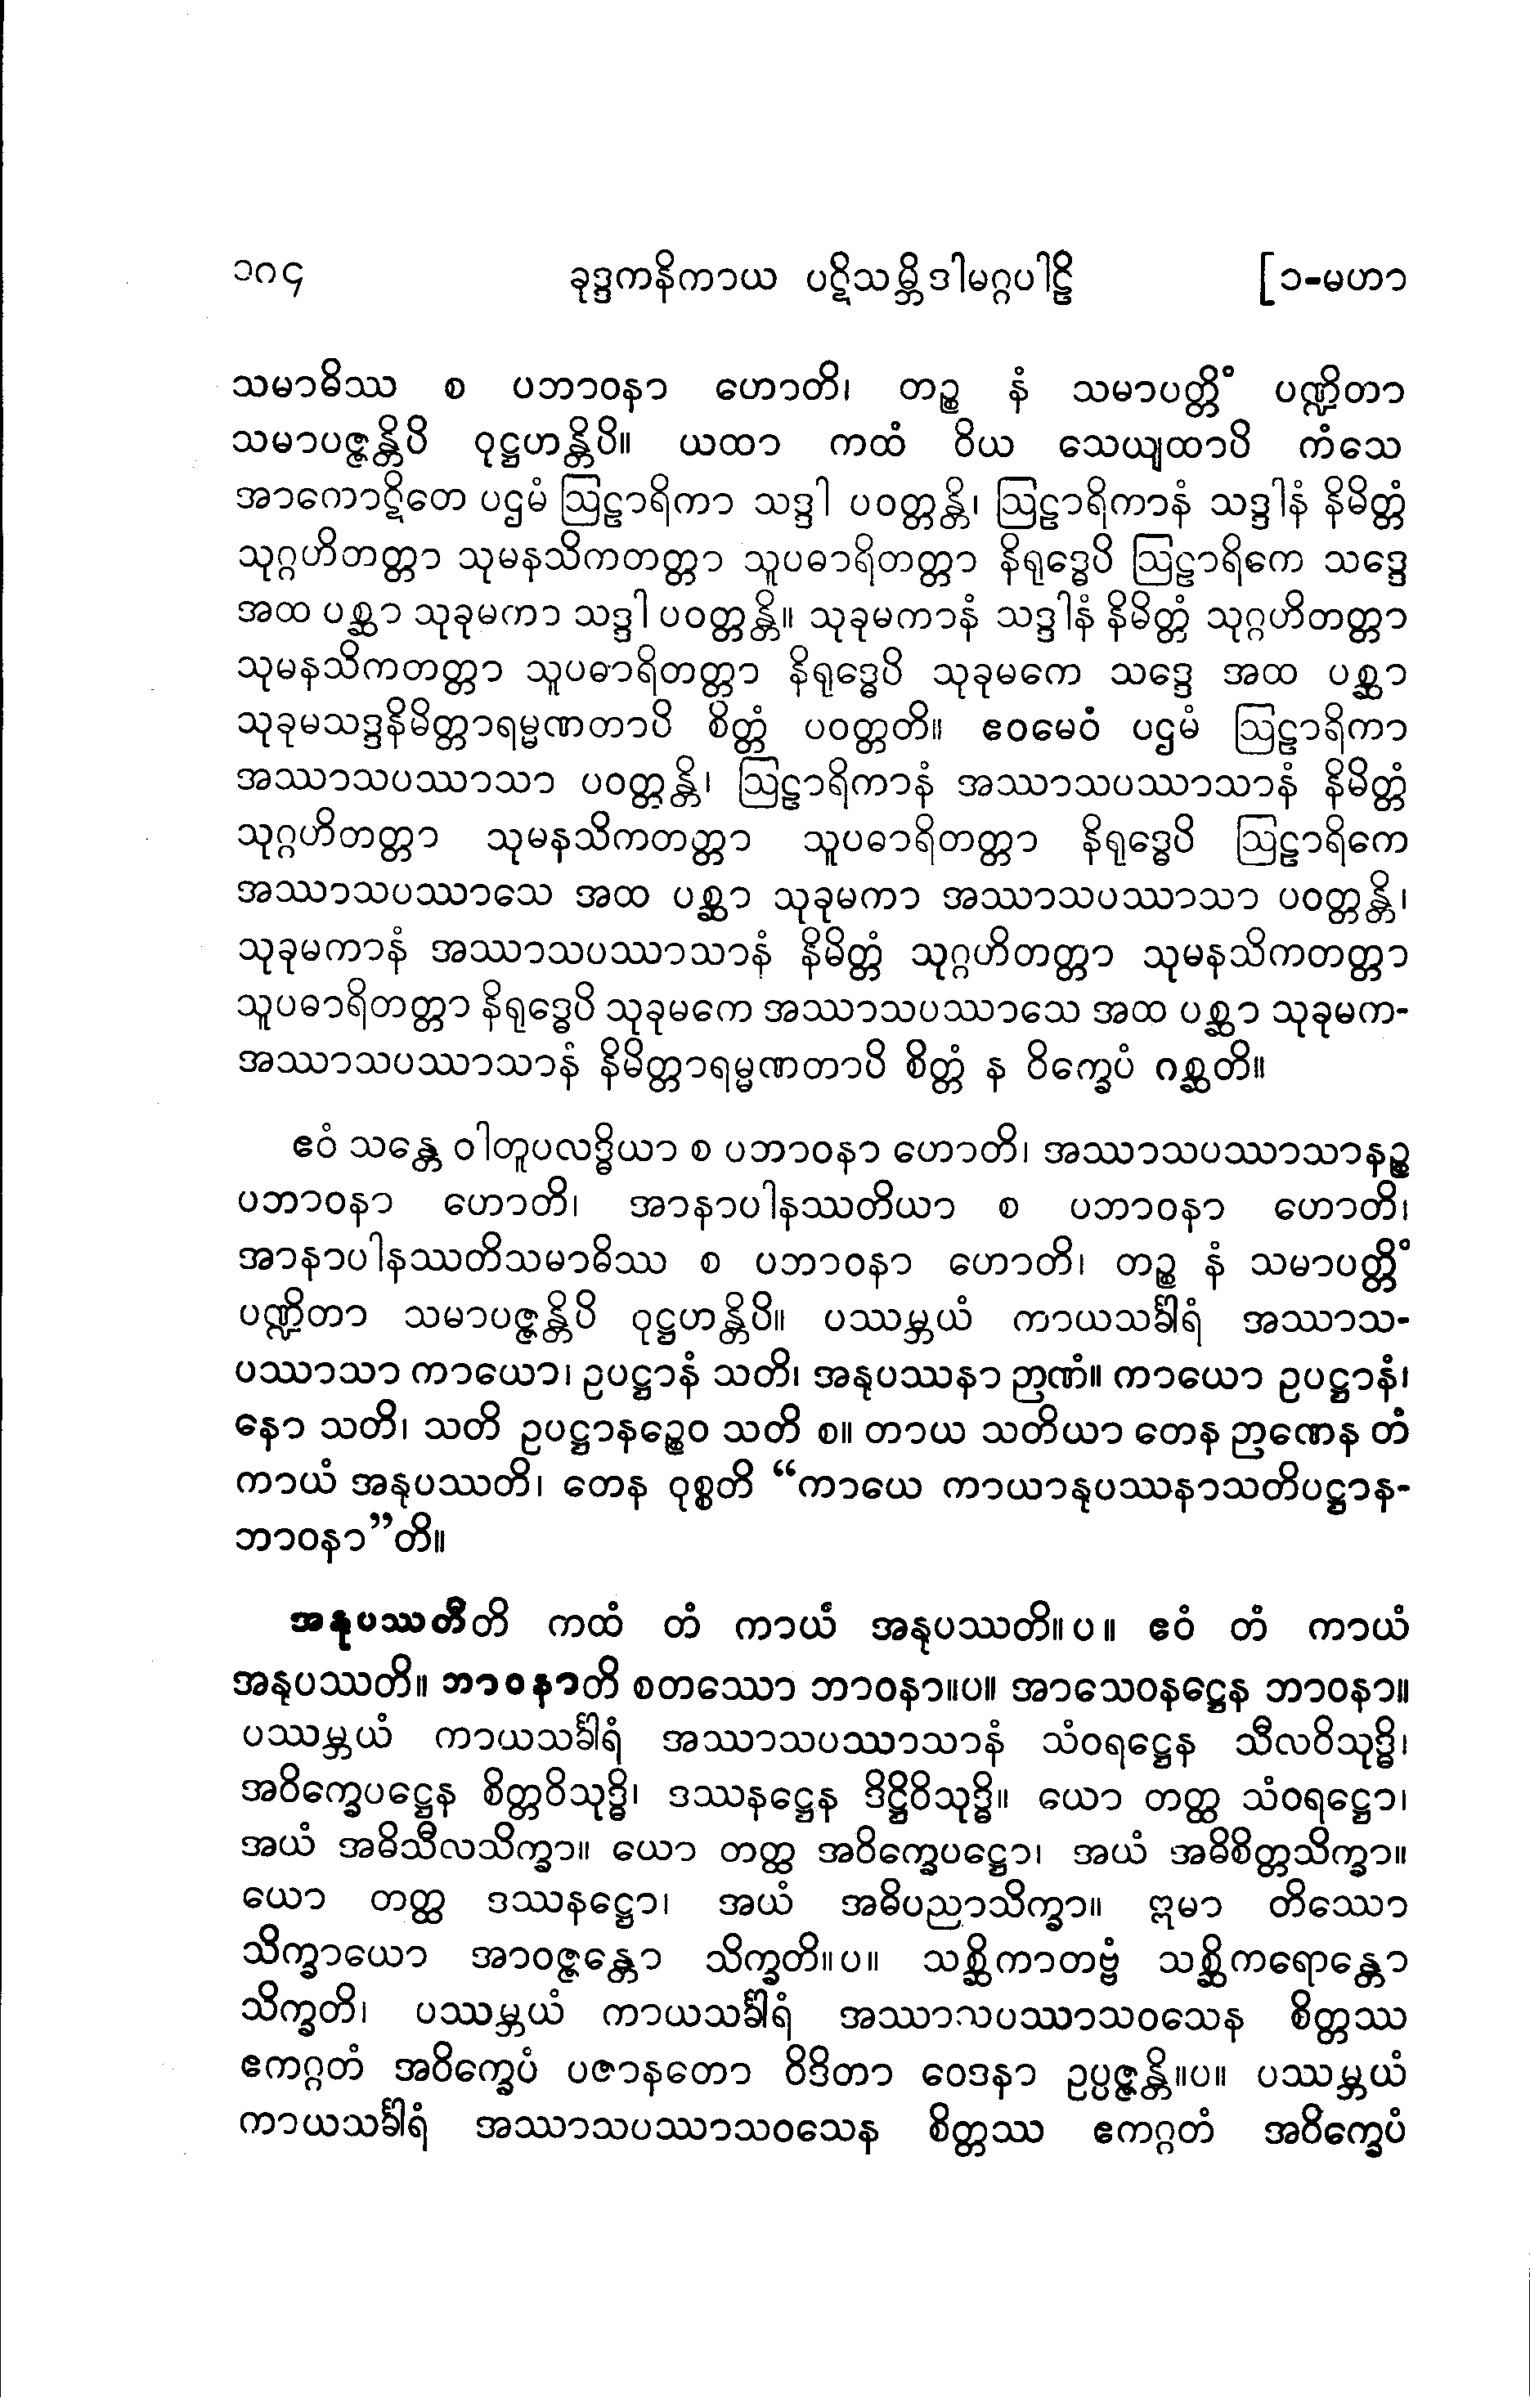 ၁၈၄ ခုဒ္ဒကနိကာယ ပဋိသမ္ဘိဒါမဂ္ဂပါဠိ [၁-မဟာ
သမာဓိဿ စ ပဘာဝနာ ဟောတိ၊ တဉ္စ နံ သမာပတ္တိံ ပဏ္ဍိတာ
သမာပဇ္ဇန္တိပိ ဝုဋ္ဌဟန္တိပိ။ ယထာ ကထံ ဝိယ သေယျထာပိ ကံသေ
အာကောဋိတေ ပဌမံ ဩဠာရိကာ သဒ္ဒါ ပဝတ္တန္တိ၊ ဩဠာရိကာနံ သဒ္ဒါနံ နိမိတ္တံ
သုဂ္ဂဟိတတ္တာ သုမနသိကတတ္တာ သူပဓာရိတတ္တာ နိရုဒ္ဓေပိ ဩဠာရိကေ သဒ္ဒေ
အထ ပစ္ဆာ သုခုမကာ သဒ္ဒါ ပဝတ္တန္တိ။ သုခုမကာနံ သဒ္ဒါနံ နိမိတ္တံ သုဂ္ဂဟိတတ္တာ
သုမနသိကတတ္တာ သူပဓာရိတတ္တာ နိရုဒ္ဓေပိ သုခုမကေ သဒ္ဒေ အထ ပစ္ဆာ
သုခုမသဒ္ဒနိမိတ္တာရမ္မဏတာပိ စိတ္တံ ပဝတ္တတိ။ ဧဝမေဝံ ပဌမံ ဩဠာရိကာ
အဿာသပဿာသာ ပဝတ္တန္တိ၊ ဩဠာရိကာနံ အဿာသပဿာသာနံ နိမိတ္တံ
သုဂ္ဂဟိတတ္တာ သုမနသိကတတ္တာ သူပဓာရိတတ္တာ နိရုဒ္ဓေပိ ဩဠာရိကေ
အဿာသပဿာသေ အထ ပစ္ဆာ သုခုမကာ အဿာသပဿာသာ ပဝတ္တန္တိ၊
သုခုမကာနံ အဿာသပဿာသာနံ နိမိတ္တံ သုဂ္ဂဟိတတ္တာ သုမနသိကတတ္တာ
သူပဓာရိတတ္တာ နိရုဒ္ဓေပိ သုခုမကေ အဿာသပဿာသေ အထ ပစ္ဆာ သုခုမက-
အဿာသပဿာသာနံ နိမိတ္တာရမ္မဏတာပိ စိတ္တံ န ဝိက္ခေပံ ဂစ္ဆတိ။
ဧဝံ သန္တေ ဝါတူပလဒ္ဓိယာ စ ပဘာဝနာ ဟောတိ၊ အဿာသပဿာသာနဉ္စ
ပဘာဝနာ ဟောတိ၊ အာနာပါနဿတိယာ စ ပဘာဝနာ ဟောတိ၊
အာနာပါနဿတိသမာဓိဿ စ ပဘာဝနာ ဟောတိ၊ တဉ္စ နံ သမာပတ္တိံ
ပဏ္ဍိတာ သမာပဇ္ဇန္တိပိ ဝုဋ္ဌဟန္တိပိ။ ပဿမ္ဘယံ ကာယသင်္ခါရံ အဿာသ-
ပဿာသာ ကာယော၊ ဥပဋ္ဌာနံ သတိ၊ အနုပဿနာ ဉာဏံ။ ကာယော ဥပဋ္ဌာနံ၊
နော သတိ၊ သတိ ဥပဋ္ဌာနဉ္စေဝ သတိ စ။ တာယ သတိယာ တေန ဉာဏေန တံ
ကာယံ အနုပဿတိ၊ တေန ဝုစ္စတိ “ကာယေ ကာယာနုပဿနာသတိပဋ္ဌာန-
ဘာဝနာ”တိ။
အနုပဿတီတိ ကထံ တံ ကာယံ အနုပဿတိ။ပ။ ဧဝံ တံ ကာယံ
အနုပဿတိ။ ဘာဝနာတိ စတဿော ဘာဝနာ။ပ။ အာသေဝနဋ္ဌေန ဘာဝနာ။
ပဿမ္ဘယံ ကာယသင်္ခါရံ အဿာသပဿာသာနံ သံဝရဋ္ဌေန သီလဝိသုဒ္ဓိ၊
အဝိက္ခေပဋ္ဌေန စိတ္တဝိသုဒ္ဓိ၊ ဒဿနဋ္ဌေန ဒိဋ္ဌိဝိသုဒ္ဓိ။ ယော တတ္ထ သံဝရဋ္ဌော၊
အယံ အဓိသီလသိက္ခာ။ ယော တတ္ထ အဝိက္ခေပဋ္ဌော၊ အယံ အဓိစိတ္တသိက္ခာ။
ယော တတ္ထ ဒဿနဋ္ဌော၊ အယံ အဓိပညာသိက္ခာ။ ဣမာ တိဿော
သိက္ခာယော အာဝဇ္ဇန္တော သိက္ခတိ။ပ။ သစ္ဆိကာတဗ္ဗံ သစ္ဆိကရောန္တော
သိက္ခတိ၊ ပဿမ္ဘယံ ကာယသင်္ခါရံ အဿာသပဿာသဝသေန စိတ္တဿ
ဧကဂ္ဂတံ အဝိက္ခေပံ ပဇာနတော ဝိဒိတာ ဝေဒနာ ဥပ္ပဇ္ဇန္တိ။ပ။ ပဿမ္ဘယံ
ကာယသင်္ခါရံ အဿာသပဿာသဝသေန စိတ္တဿ ဧကဂ္ဂတံ အဝိက္ခေပံ